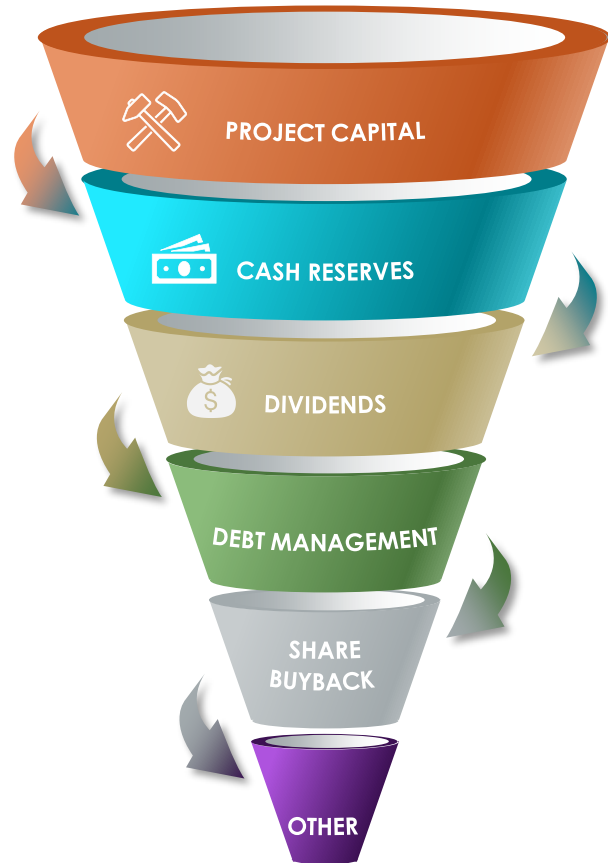 PROJECT CAPITAL
CASH RESERVES
DIVIDENDS
$
DEBT MANAGEMENT
SHARE
BUYBACK
OTHER